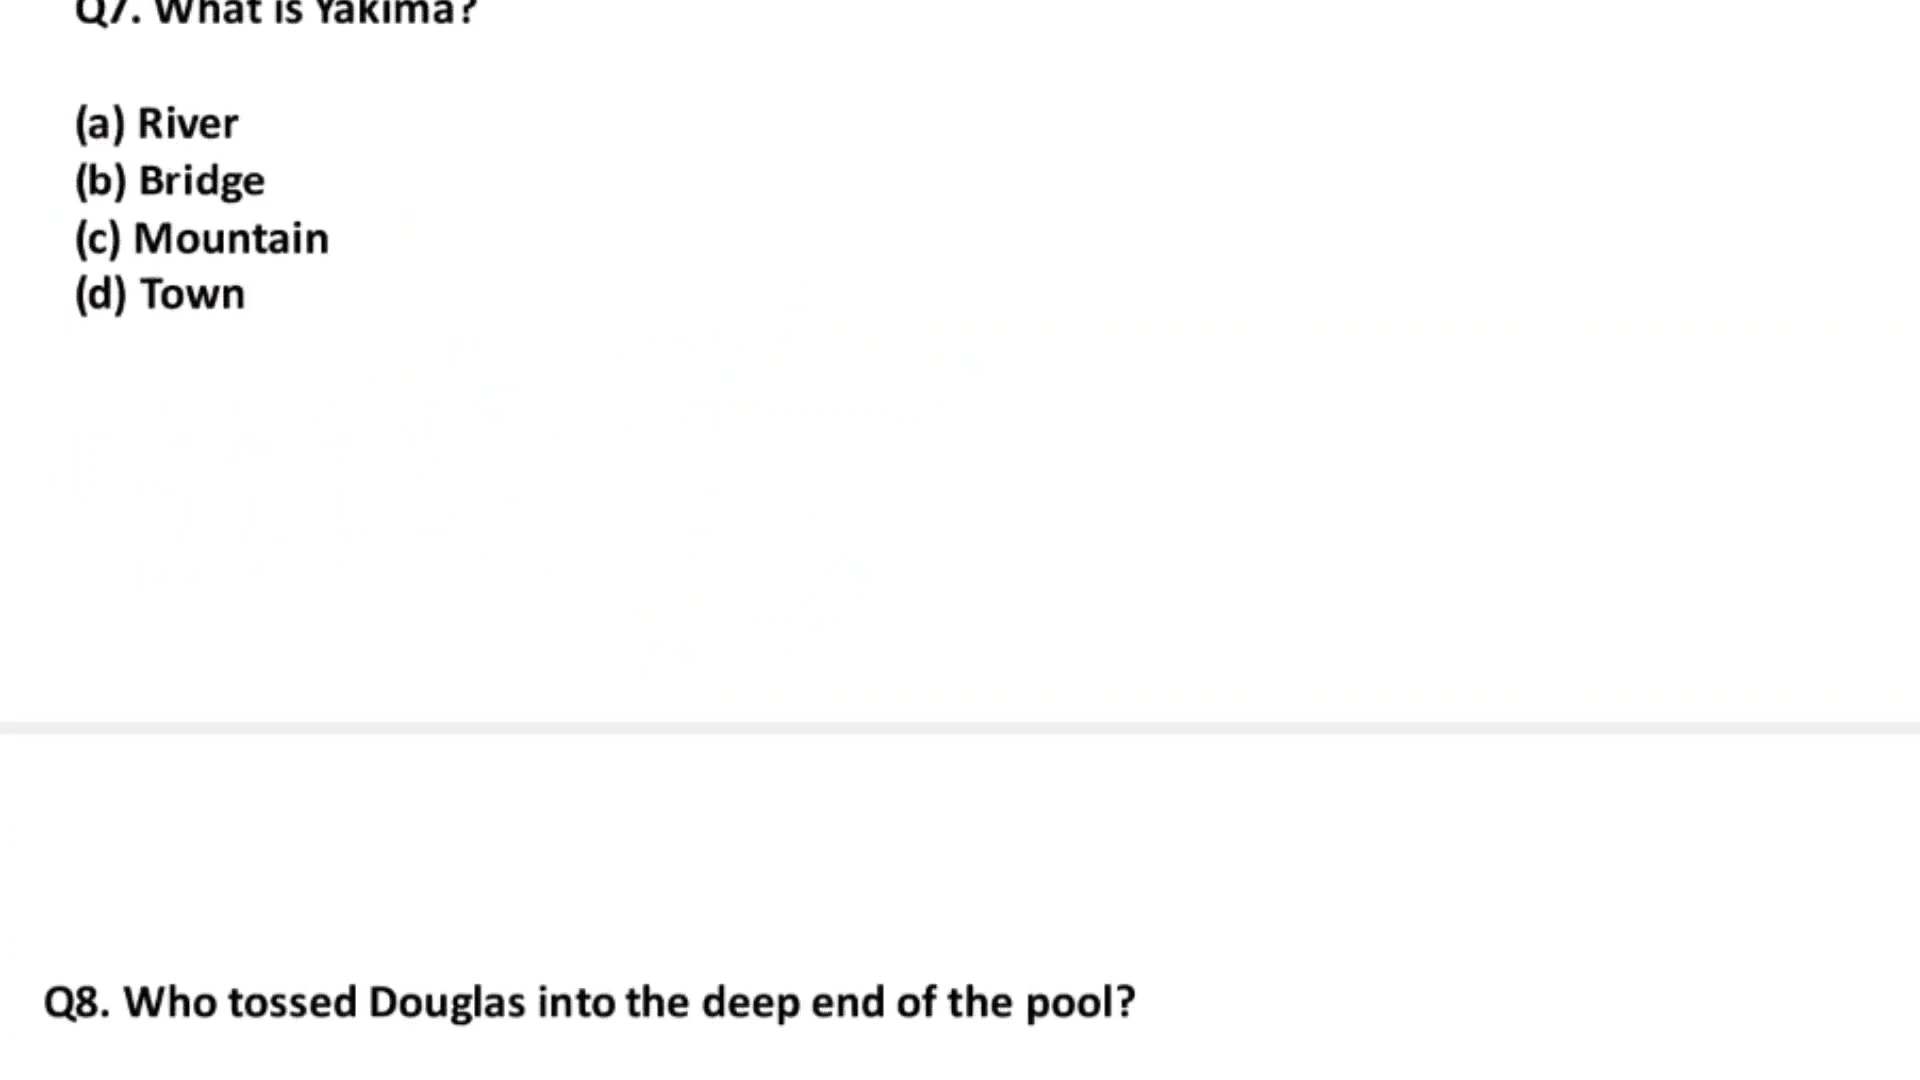 Q7. What is Yakima?
(a) River
(b) Bridge
(c) Mountain
(d) Town
Q8. Who tossed Douglas into the deep end of the pool?